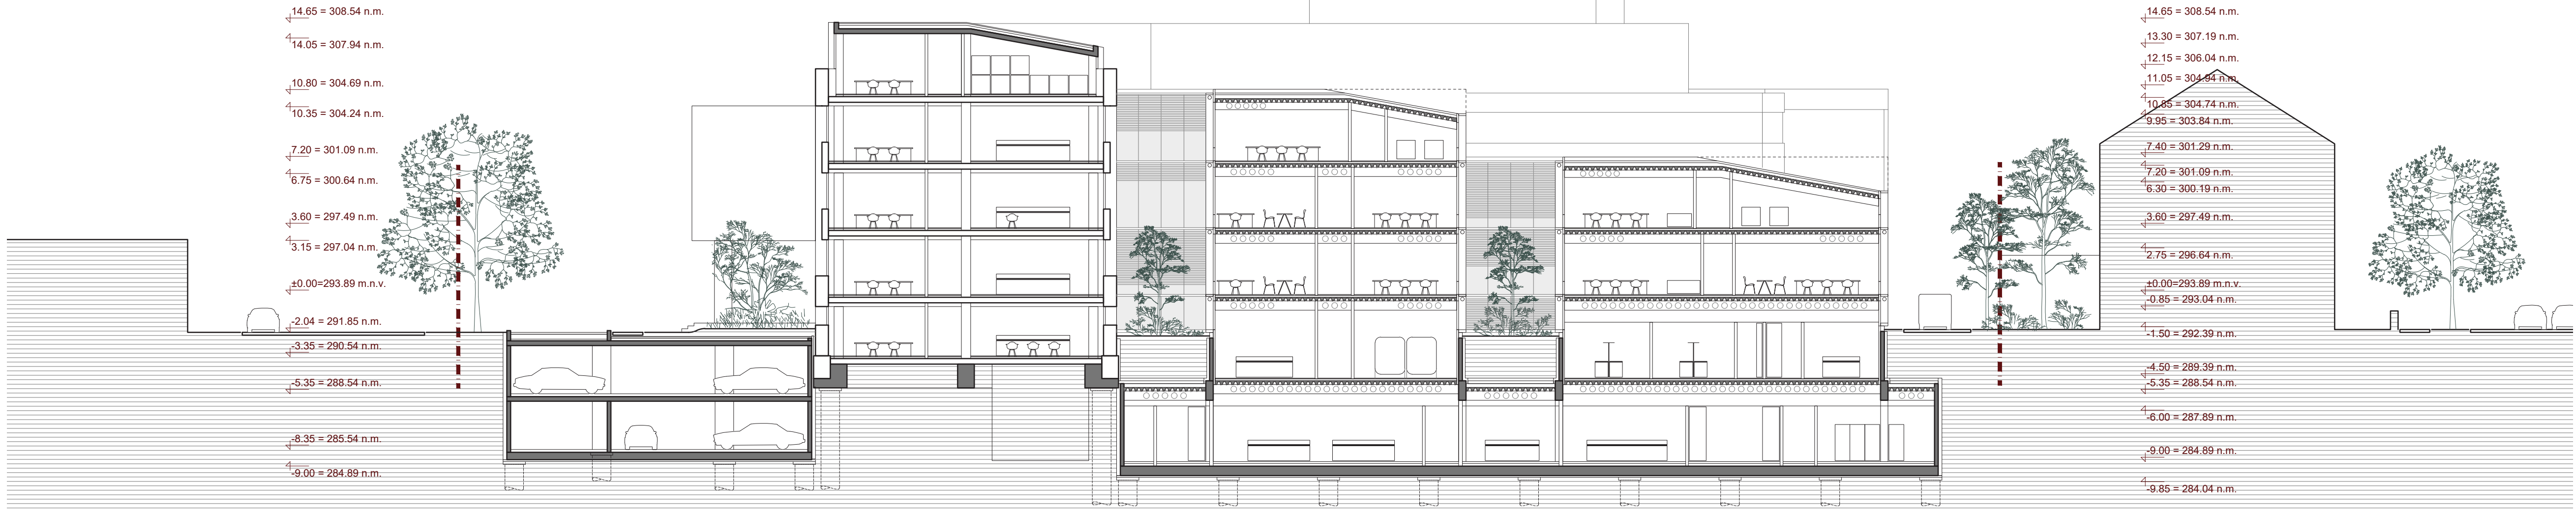 14.65 = 308.54 n.m.
14.05 = 307.94 n.m.
10.80 = 304.69 n.m.
10.35 = 304.24 n.m.
7.20 = 301.09 n.m.
6.75 = 300.64 n.m.
3.60 = 297.49 n.m.
3.15 = 297.04 n.m.
±0.00=293.89 m.n.v.
-2.04 = 291.85 n.m.
-3.35 = 290.54 n.m.
-5.35 = 288.54 n.m.
-8.35 = 285.54 n.m.
-9.00 = 284.89 n.m.
14.65 = 308.54 n.m.
13.30 = 307.19 n.m.
12.15 = 306.04 n.m.
11.05 = 304.94 n.m.
10.85 = 304.74 n.m.
9.95 = 303.84 n.m.
7.40 = 301.29 n.m.
7.20 = 301.09 n.m.
6.30 = 300.19 n.m.
3.60 = 297.49 n.m.
2.75 = 296.64 n.m.
±0.00=293.89 m.n.v.
-0.85 = 293.04 n.m.
-1.50 = 292.39 n.m.
-4.50 = 289.39 n.m.
-5.35 = 288.54 n.m.
-6.00 = 287.89 n.m.
-9.00 = 284.89 n.m.
-9.85 = 284.04 n.m.